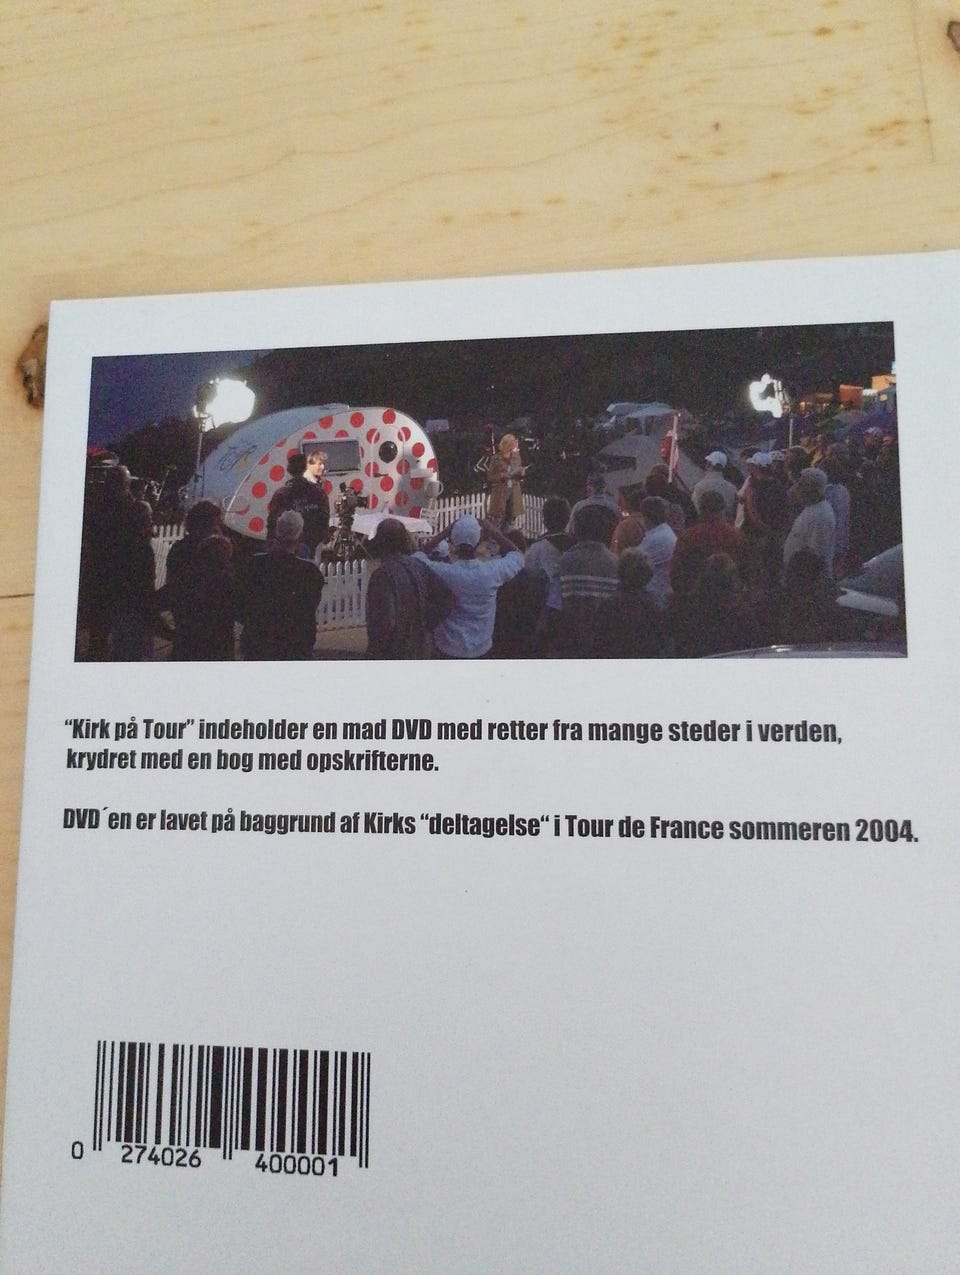 “Kirk på Tour” indeholder en mad DVD med retter fra mange steder i verden,
krydret med en bog med opskrifterne.
DVD´en er lavet på baggrund af Kirks “deltagelse“ i Tour de France sommeren 2004.
0 274026 400001